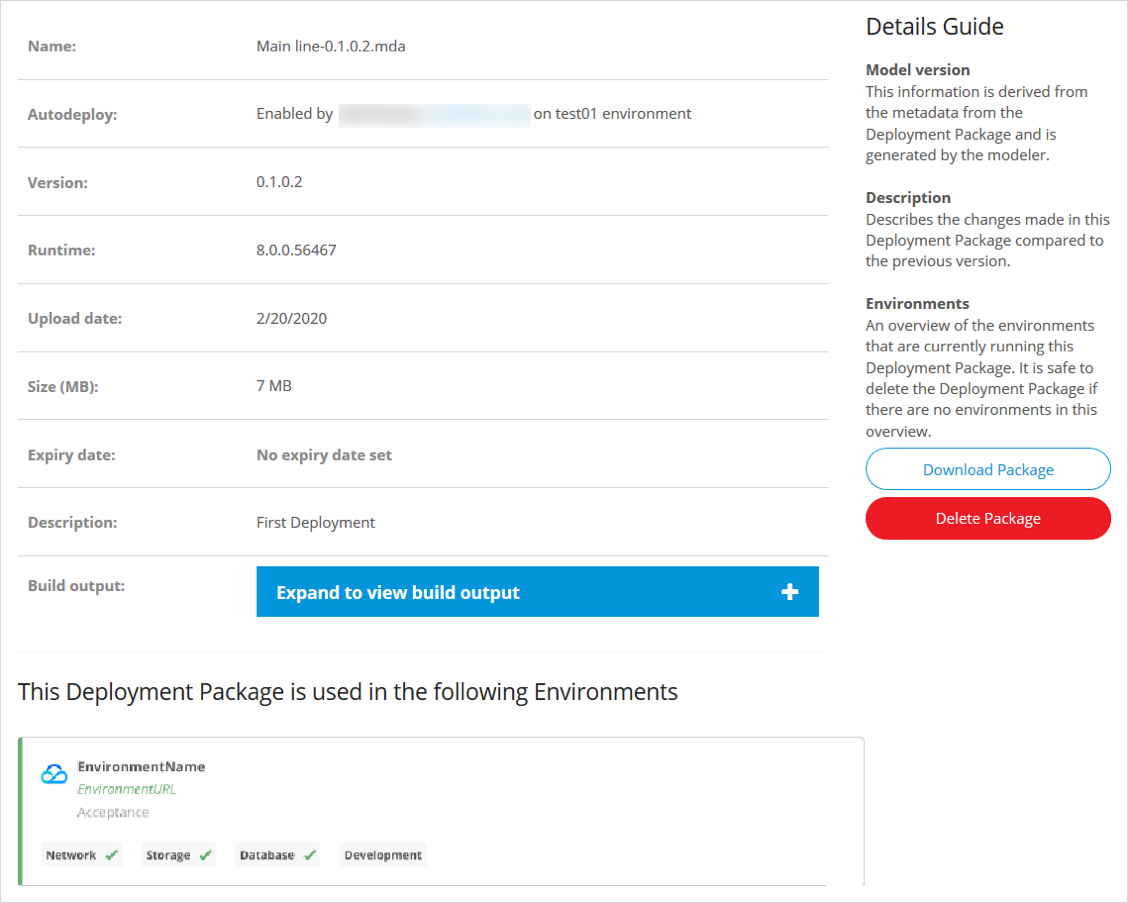 Name: Main line-0.1.0.2.mda
Autodeploy: Enabled by on test01 environment
Version: 0.1.0.2
Runtime: 8.0.0.56467
Upload date: 2/20/2020
Size (MB): 7 MB
Expiry date: No expiry date set
Description: First Deployment
Build output: Expand to view build output
This Deployment Package is used in the following Environments
EnvironmentName
EnvironmentURL
Acceptance
Network Storage Database Development
Details Guide
Model version
This information is derived from
the metadata from the
Deployment Package and is
generated by the modeler.
Description
Describes the changes made in this
Deployment Package compared to
the previous version.
Environments
An overview of the environments
that are currently running this
Deployment Package. It is safe to
delete the Deployment Package if
there are no environments in this
overview.
Download Package
Delete Package